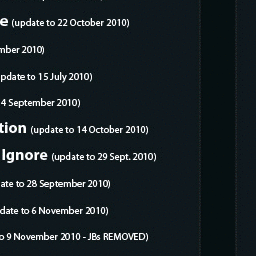 e (update to 22 October 2010)
mber 2010)
pdate to 15 July 2010)
4 September 2010)
tion (update to 14 October 2010)
Ignore (update to 29 Sept. 2010)
ate to 28 September 2010)
date to 6 November 2010)
o 9 November 2010 - JBs REMOVED)